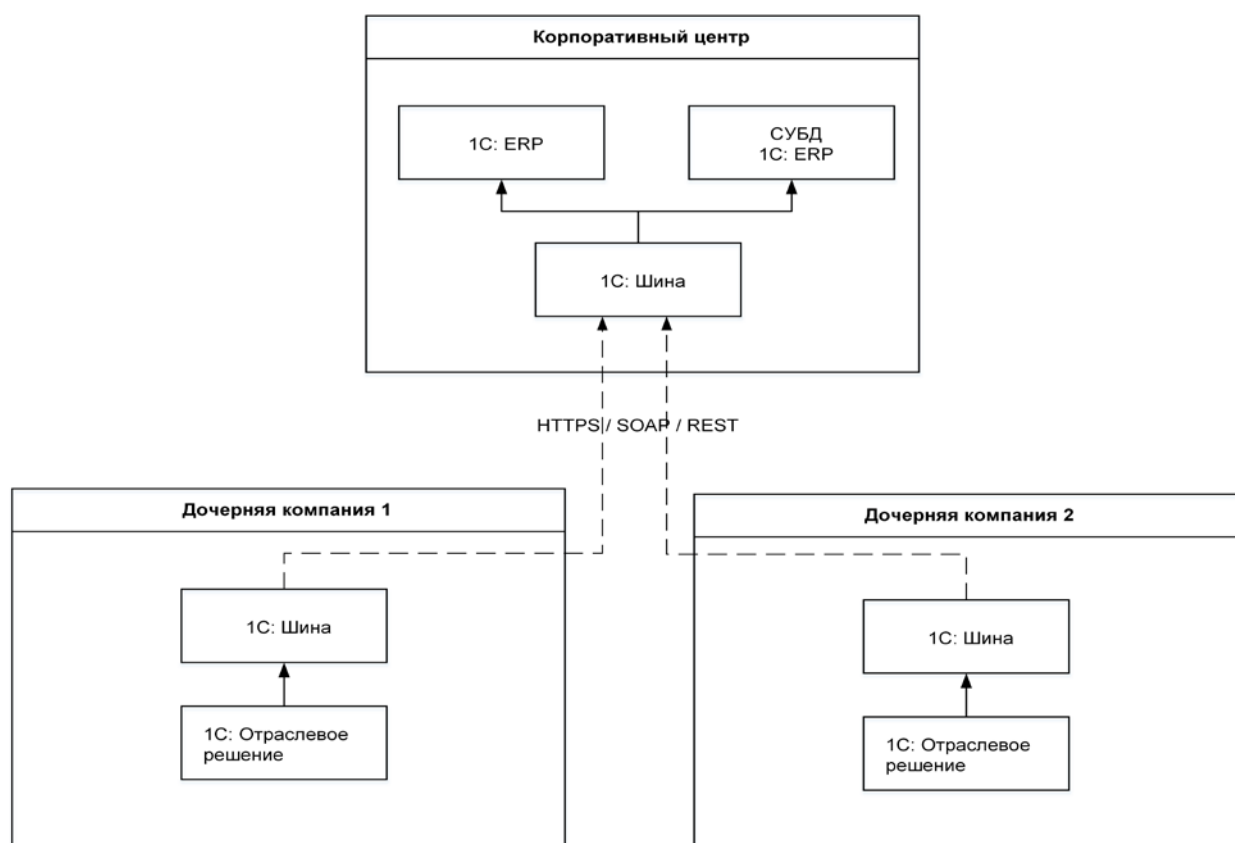 Корпоративный центр
1С: ERP
СУБД
1С: ERP
1С: Шина
HTTPS / SOAP / REST
Дочерняя компания 1
1С: Шина
1С: Отраслевое
решение
Дочерняя компания 2
1С: Шина
1С: Отраслевое
решение